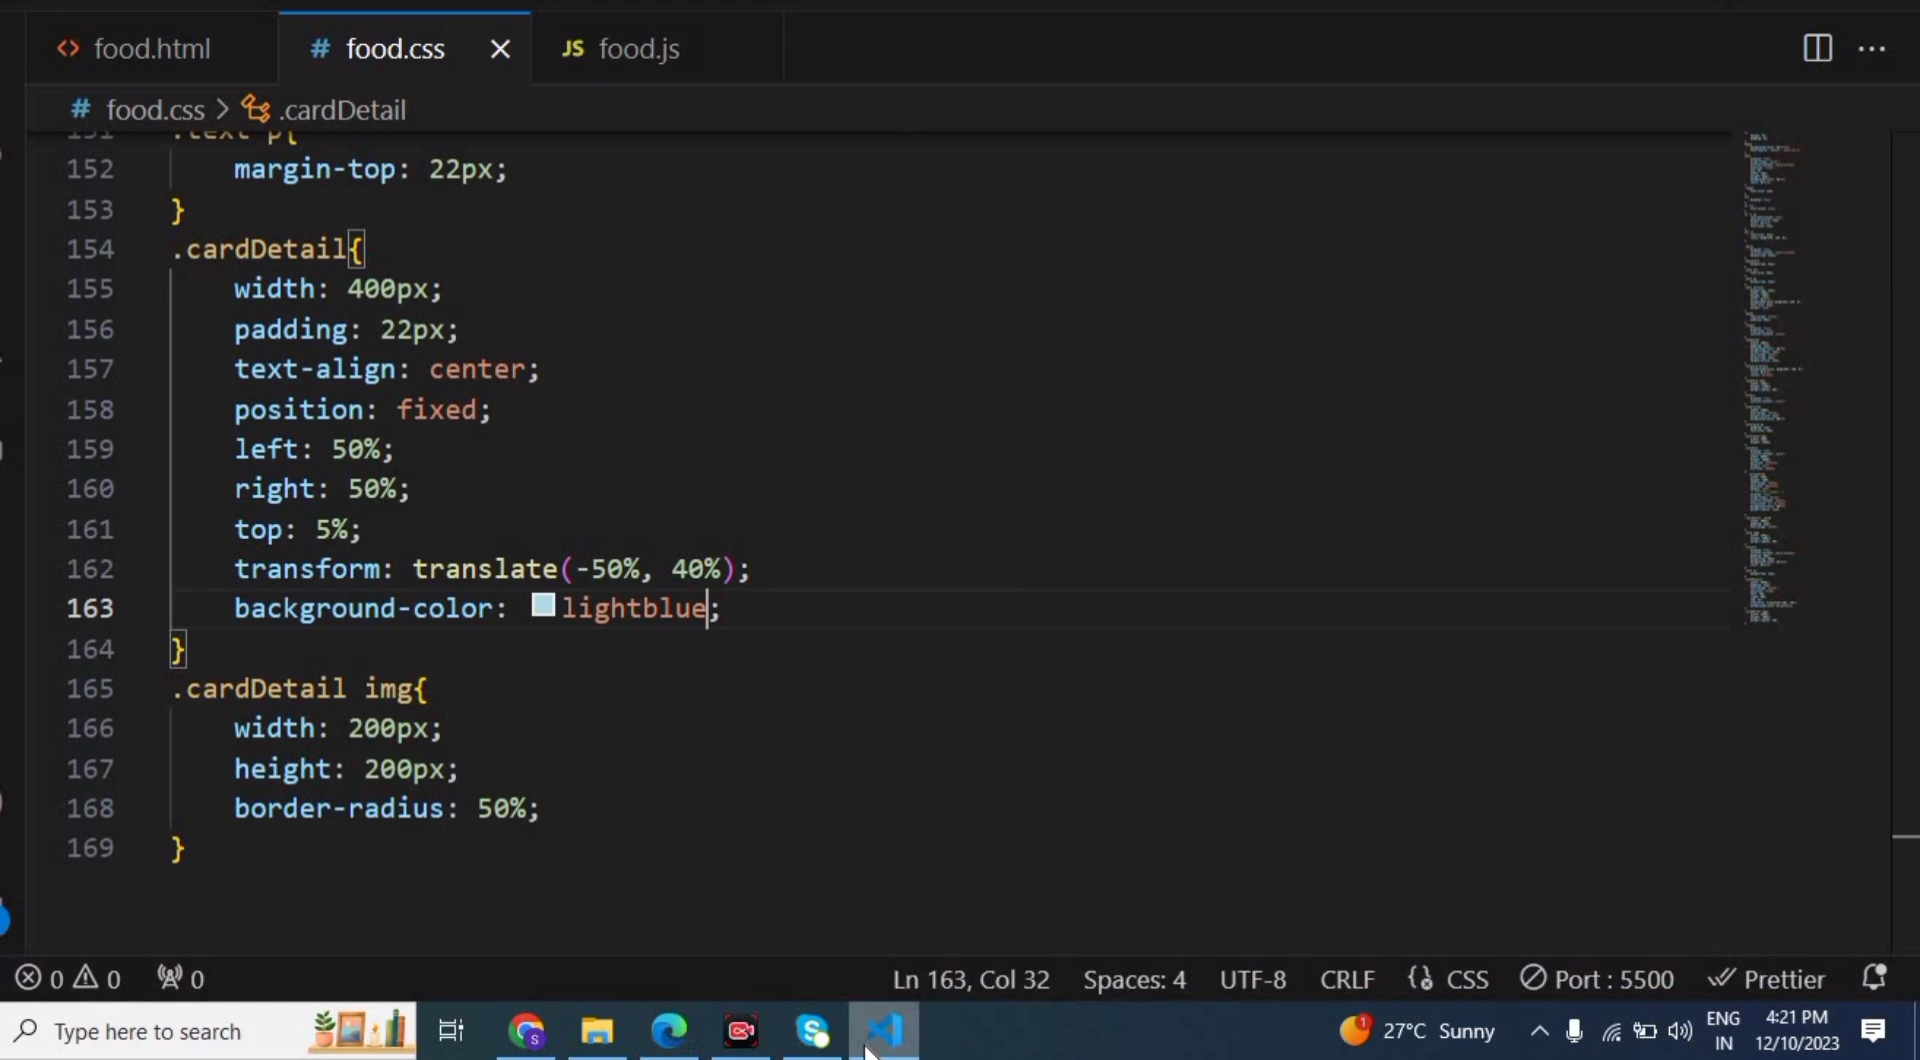 food.html
# food.css
JS food.js
# food.css > .cardDetail
151 .text p{
152 margin-top: 22px;
153 }
154 .cardDetail{
155 width: 400px;
156 padding: 22px;
157 text-align: center;
158 position: fixed;
159 left: 50%;
160 right: 50%;
161 top: 5%;
162 transform: translate(-50%, 40%);
163 background-color: lightblue;
164 }
165 .cardDetail img{
166 width: 200px;
167 height: 200px;
168 border-radius: 50%;
169 }
0 0 0 Ln 163, Col 32 Spaces: 4 UTF-8 CRLF CSS Port : 5500 Prettier
Type here to search
1 27°C Sunny
ENG
IN
4:21 PM
12/10/2023